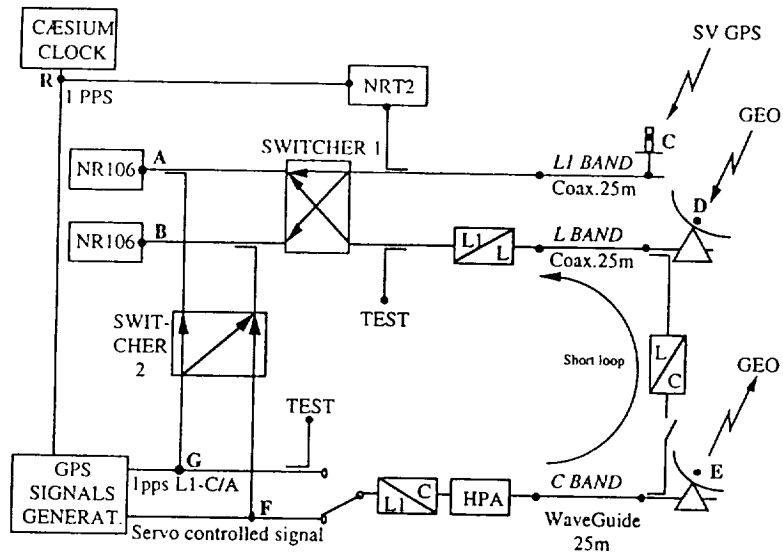 CÆSIUM
CLOCK
R
1 PPS
NRT2
SV GPS
GEO
SWITCHER 1
NR106
A
C
L1 BAND
Coax.25m
D
NR106
B
L1
L
L BAND
Coax.25m
TEST
SWIT-
CHER
2
Short loop
L
C
GEO
TEST
GPS
SIGNALS
GENERAT.
G
1pps L1-C/A
F
Servo controlled signal
C
L1
HPA
C BAND
WaveGuide
25m
E